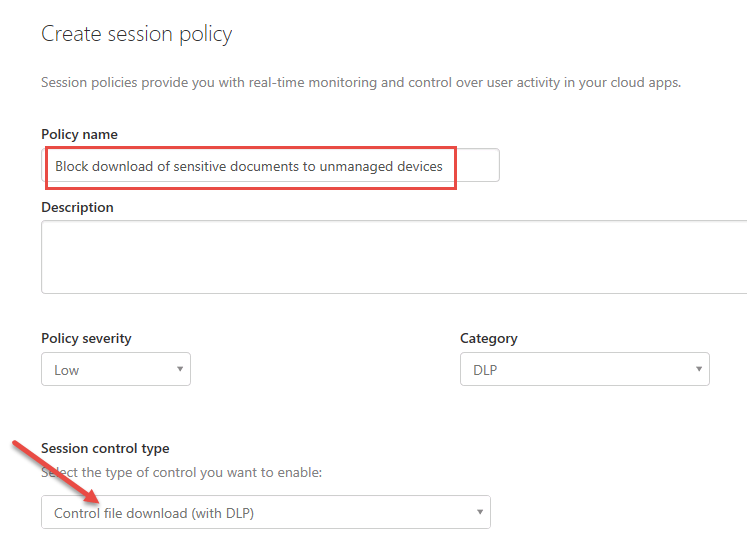 Create session policy
Session policies provide you with real-time monitoring and control over user activity in your cloud apps.
Policy name
Block download of sensitive documents to unmanaged devices
Description
Policy severity
Category
Low
DLP
Session control type
Select the type of control you want to enable:
Control file download (with DLP)